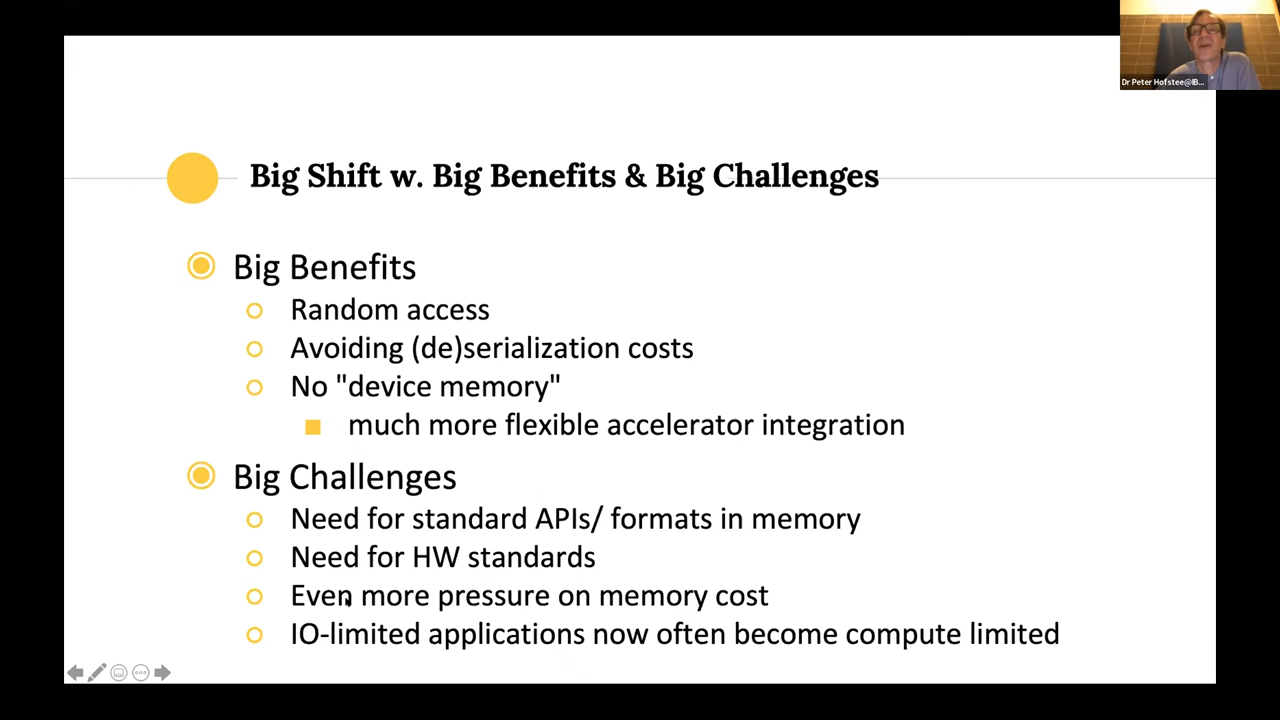 Dr Peter Hofstee@IB...
Big Shift w. Big Benefits & Big Challenges
Big Benefits
Random access
Avoiding (de)serialization costs
No "device memory"
much more flexible accelerator integration
Big Challenges
Need for standard APIs/ formats in memory
Need for HW standards
Even more pressure on memory cost
IO-limited applications now often become compute limited